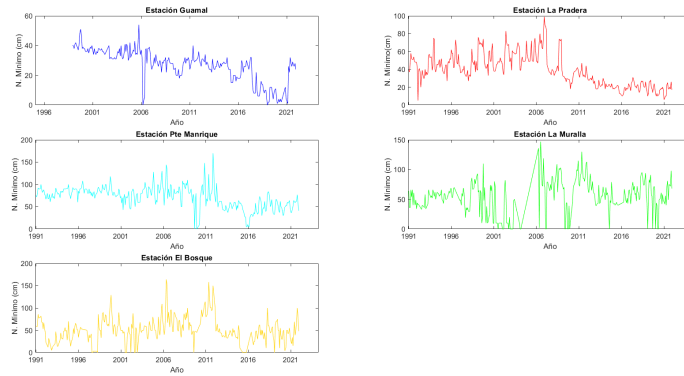 Estación Guamal
N. Mínimo(cm)
60
40
20
0
1996 2001 2006 2011 2016 2021
Año
Estación La Pradera
N. Mínimo(cm)
100
80
60
40
20
0
1991 1996 2001 2006 2011 2016 2021
Año
Estación Pte Manrique
N. Mínimo (cm)
200
150
100
50
0
1991 1996 2001 2006 2011 2016 2021
Año
Estación La Muralla
N. Mínimo (cm)
150
100
50
0
1991 1996 2001 2006 2011 2016 2021
Año
Estación El Bosque
N. Mínimo (cm)
200
150
100
50
0
1991 1996 2001 2006 2011 2016 2021
Año